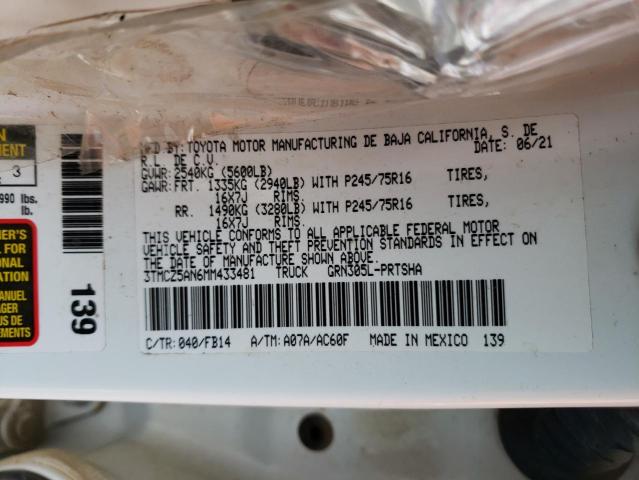 MFD BY: TOYOTA MOTOR MANUFACTURING DE BAJA CALIFORNIA, S. DE
R.L. DE C.V. DATE: 06/21
GVWR: 2540KG (5600LB)
GAWR: FRT. 1335KG (2940LB) WITH P245/75R16 TIRES,
16X7J RIMS.
RR. 1490KG (3280LB) WITH P245/75R16 TIRES,
16X7J RIMS.
THIS VEHICLE CONFORMS TO ALL APPLICABLE FEDERAL MOTOR
VEHICLE SAFETY AND THEFT PREVENTION STANDARDS IN EFFECT ON
THE DATE OF MANUFACTURE SHOWN ABOVE.
3TMCZ5AN6MM433481 TRUCK GRN305L-PRTSHA
C/TR: 040/FB14 A/TM: A07A/AC60F MADE IN MEXICO 139
3
990 lbs.
lb.
139